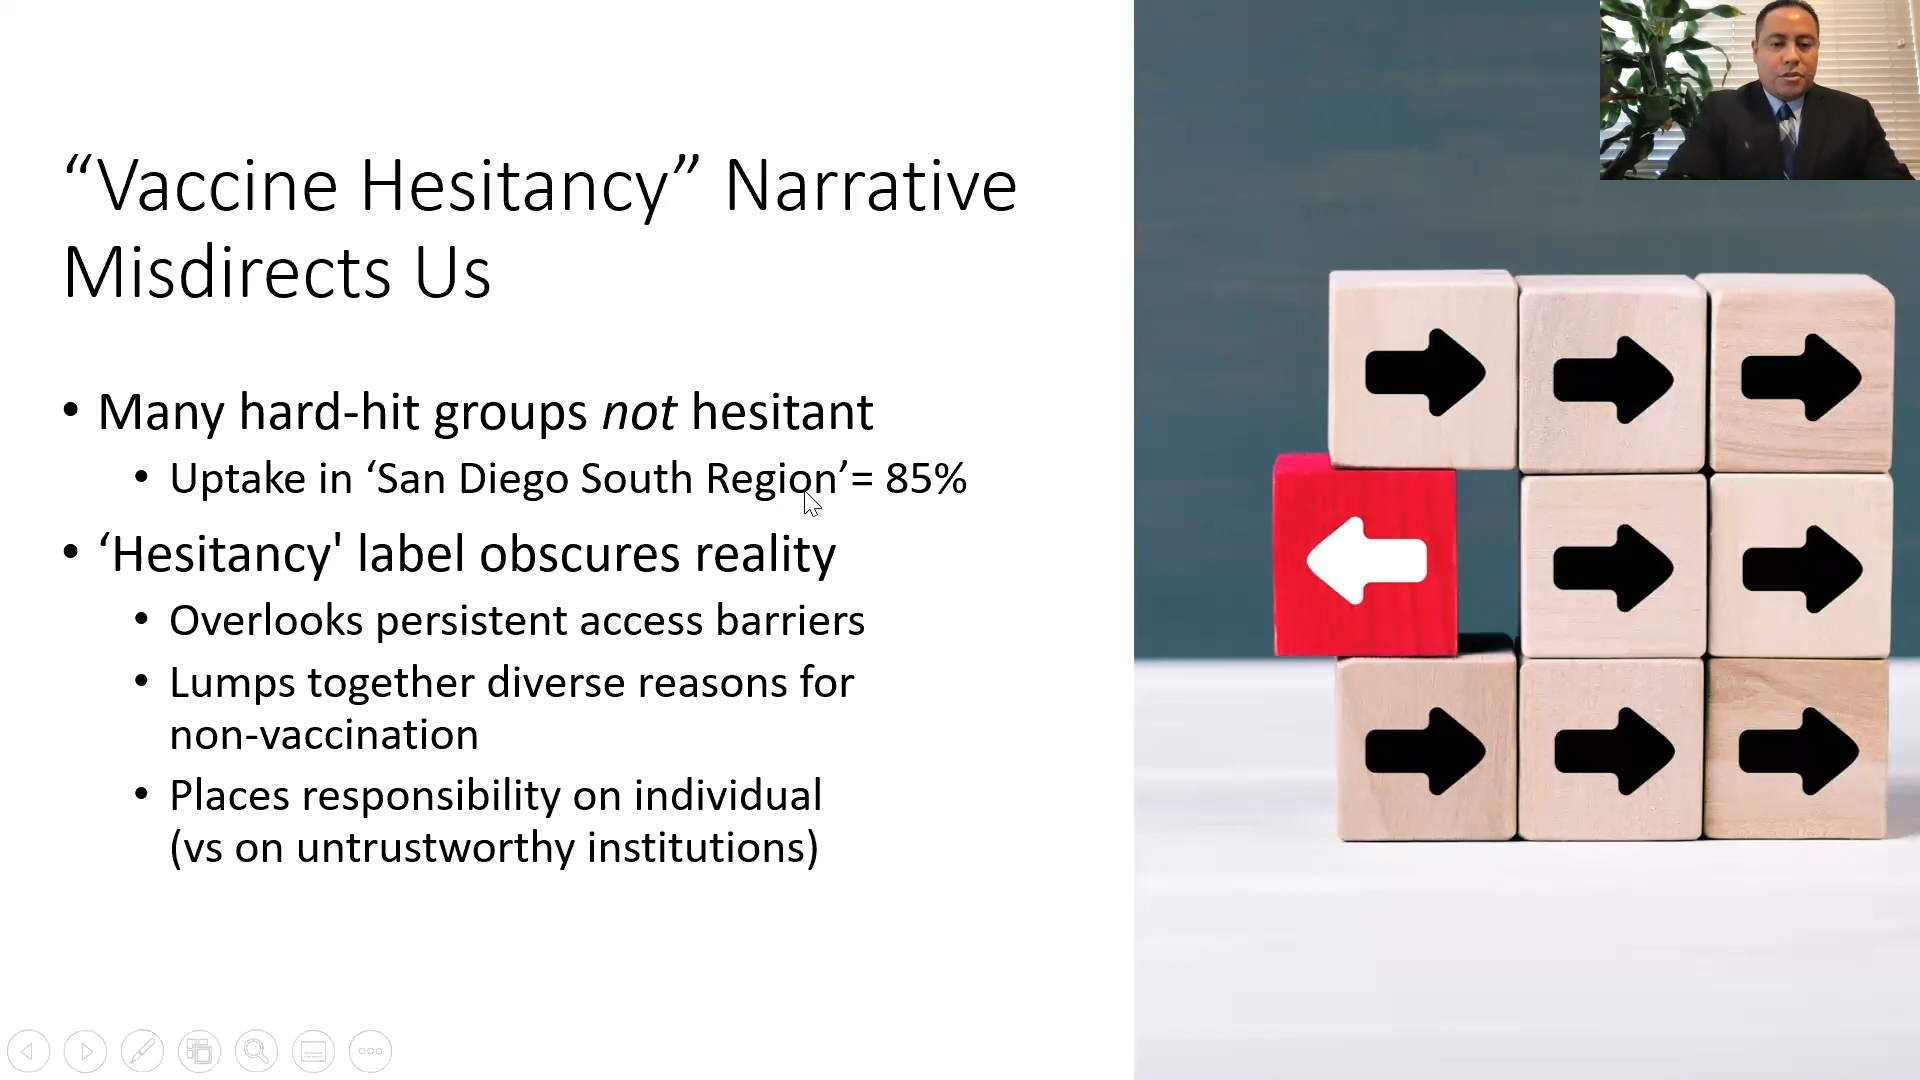 “Vaccine Hesitancy” Narrative
Misdirects Us
• Many hard-hit groups not hesitant
• Uptake in ‘San Diego South Region’= 85%
• ‘Hesitancy' label obscures reality
• Overlooks persistent access barriers
• Lumps together diverse reasons for
non-vaccination
• Places responsibility on individual
(vs on untrustworthy institutions)